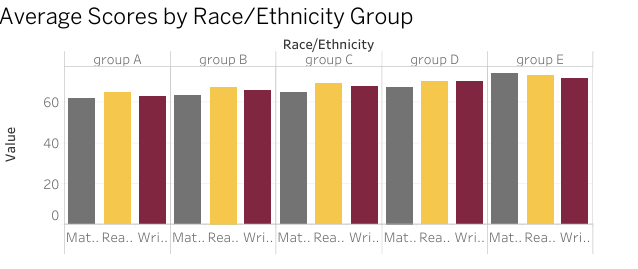 Average Scores by Race/Ethnicity Group
Race/Ethnicity
group A group B group C group D group E
60
40
20
0
Value
Mat.. Rea.. Wri.. Mat.. Rea.. Wri.. Mat.. Rea.. Wri.. Mat.. Rea.. Wri.. Mat.. Rea.. Wri..